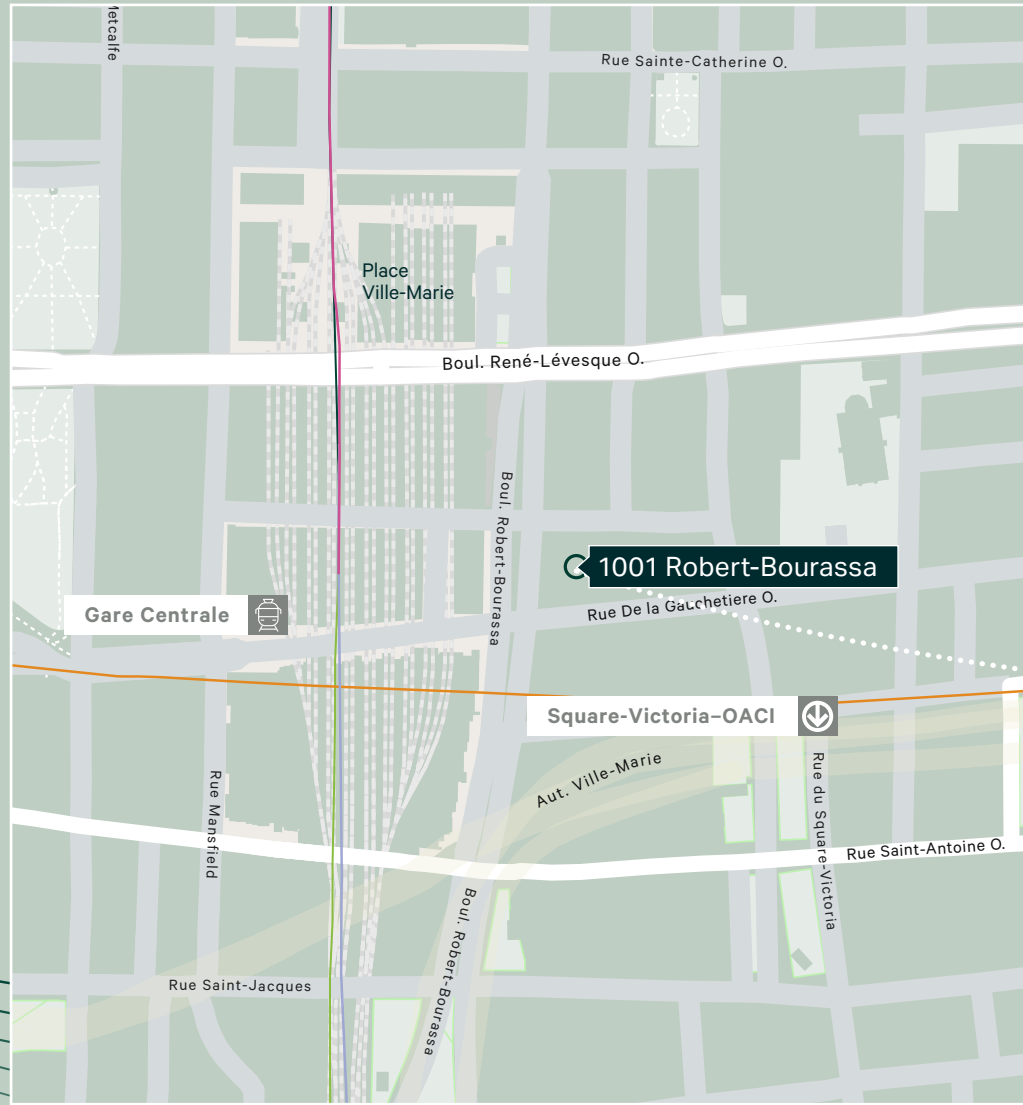 Metcalfe
Rue Sainte-Catherine O.
Place
Ville-Marie
Boul. René-Lévesque O.
Boul. Robert-Bourassa
1001 Robert-Bourassa
Rue De la Gauchetiere O.
Gare Centrale
Square-Victoria–OACI
Aut. Ville-Marie
Rue Mansfield
Rue du Square-Victoria
Rue Saint-Antoine O.
Boul. Robert-Bourassa
Rue Saint-Jacques